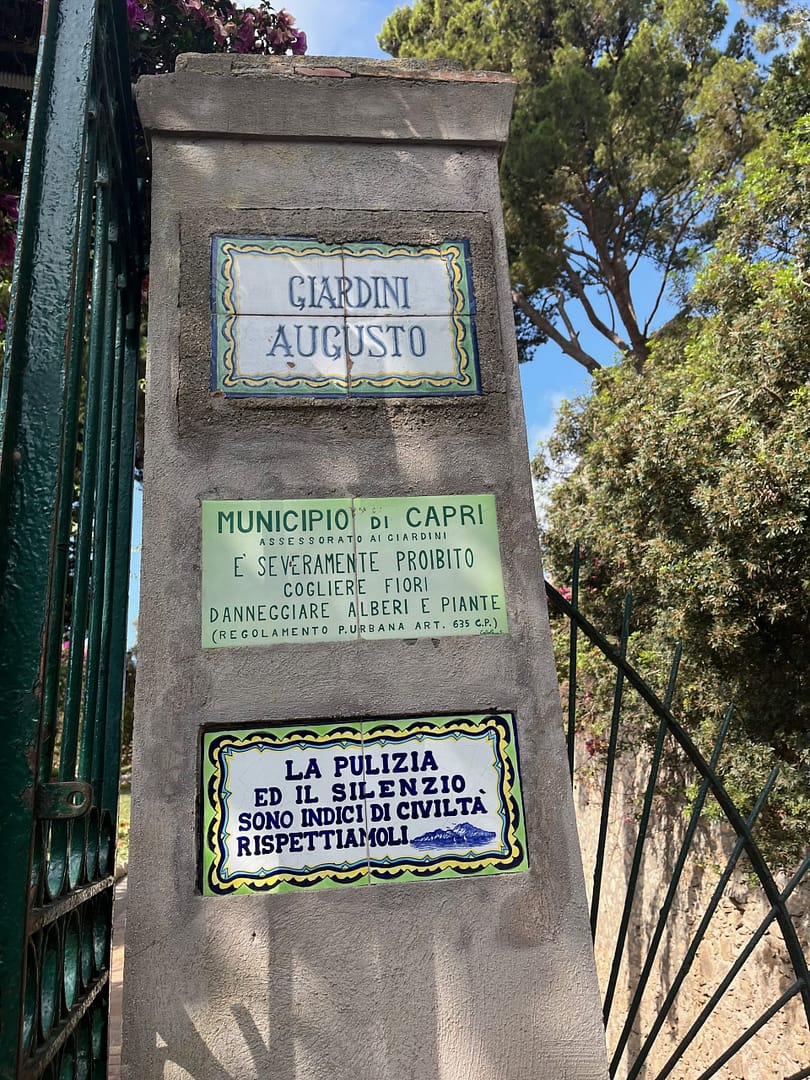 GIARDINI
AUGUSTO
MUNICIPIO DI CAPRI
ASSESSORATO AI GIARDINI
E' SEVERAMENTE PROIBITO
COGLIERE FIORI
DANNEGGIARE ALBERI E PIANTE
(REGOLAMENTO P.URBANA ART. 635 C.P.)
LA PULIZIA
ED IL SILENZIO
SONO INDICI DI CIVILTÀ
RISPETTIAMOLI